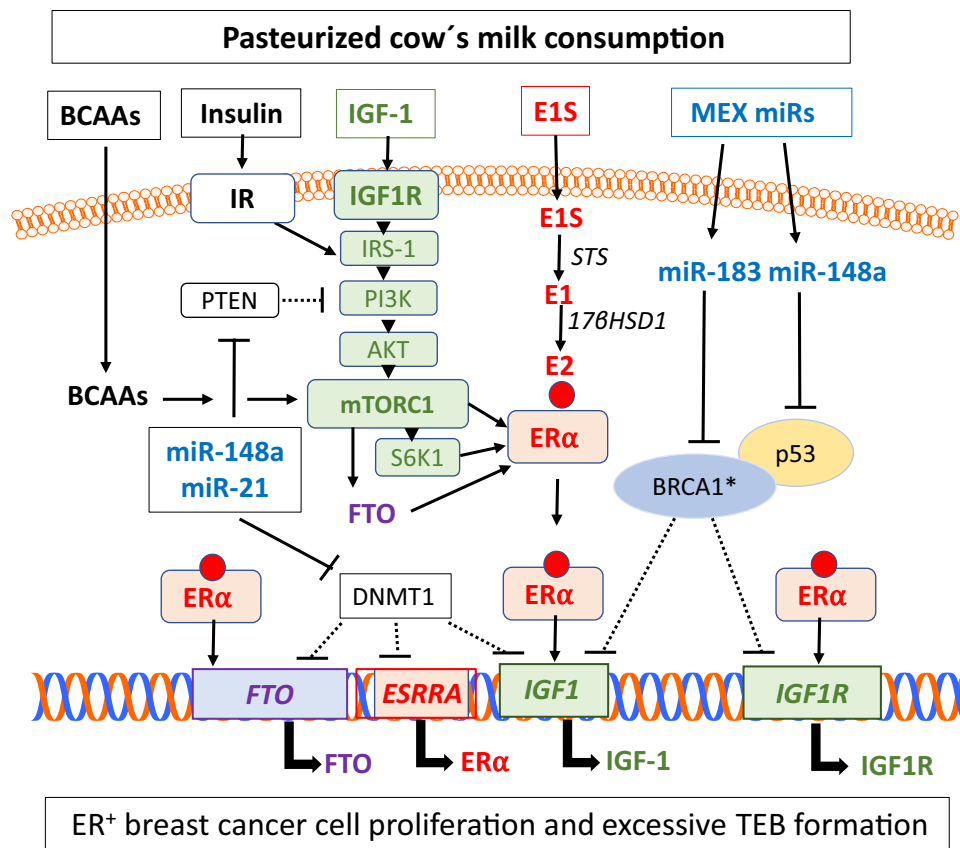 Pasteurized cow´s milk consumption
BCAAs
Insulin
IGF-1
E1S
MEX miRs
IR
IGF1R
E1S
IRS-1
STS
miR-183 miR-148a
PTEN
PI3K
E1
17βHSD1
AKT
E2
BCAAs
mTORC1
ERα
p53
miR-148a
miR-21
S6K1
BRCA1*
FTO
ERα
DNMT1
ERα
ERα
FTO
ESRRA
IGF1
IGF1R
FTO
ERα
IGF-1
IGF1R
ER⁺ breast cancer cell proliferation and excessive TEB formation